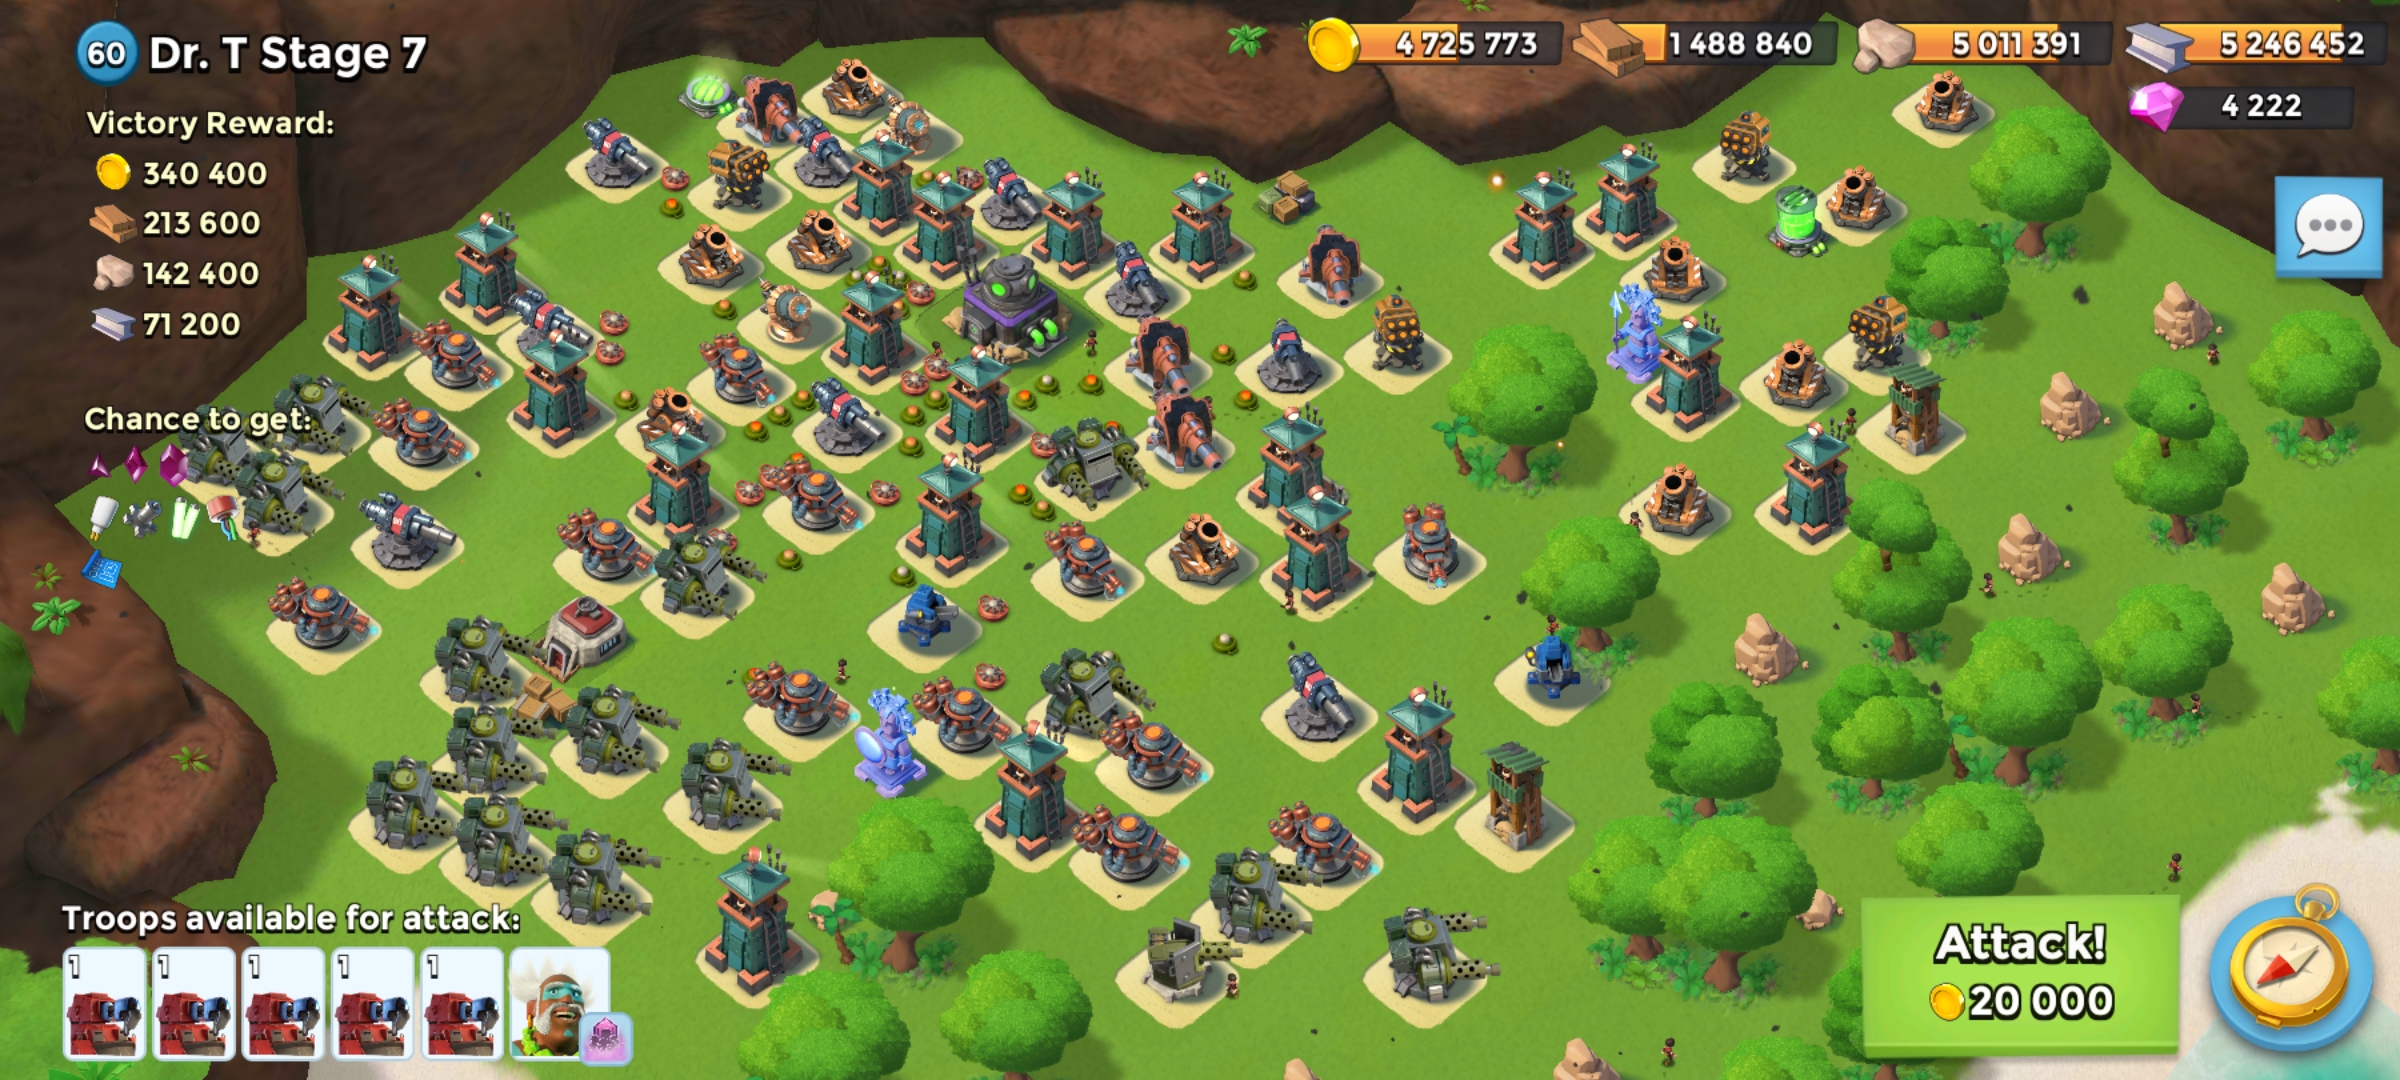 60 Dr. T Stage 7
4 725 773
1 488 840
5 011 391
5 246 452
4 222
Victory Reward:
340 400
213 600
142 400
71 200
Chance to get:
Troops available for attack:
1
1
1
1
1
Attack!
20 000